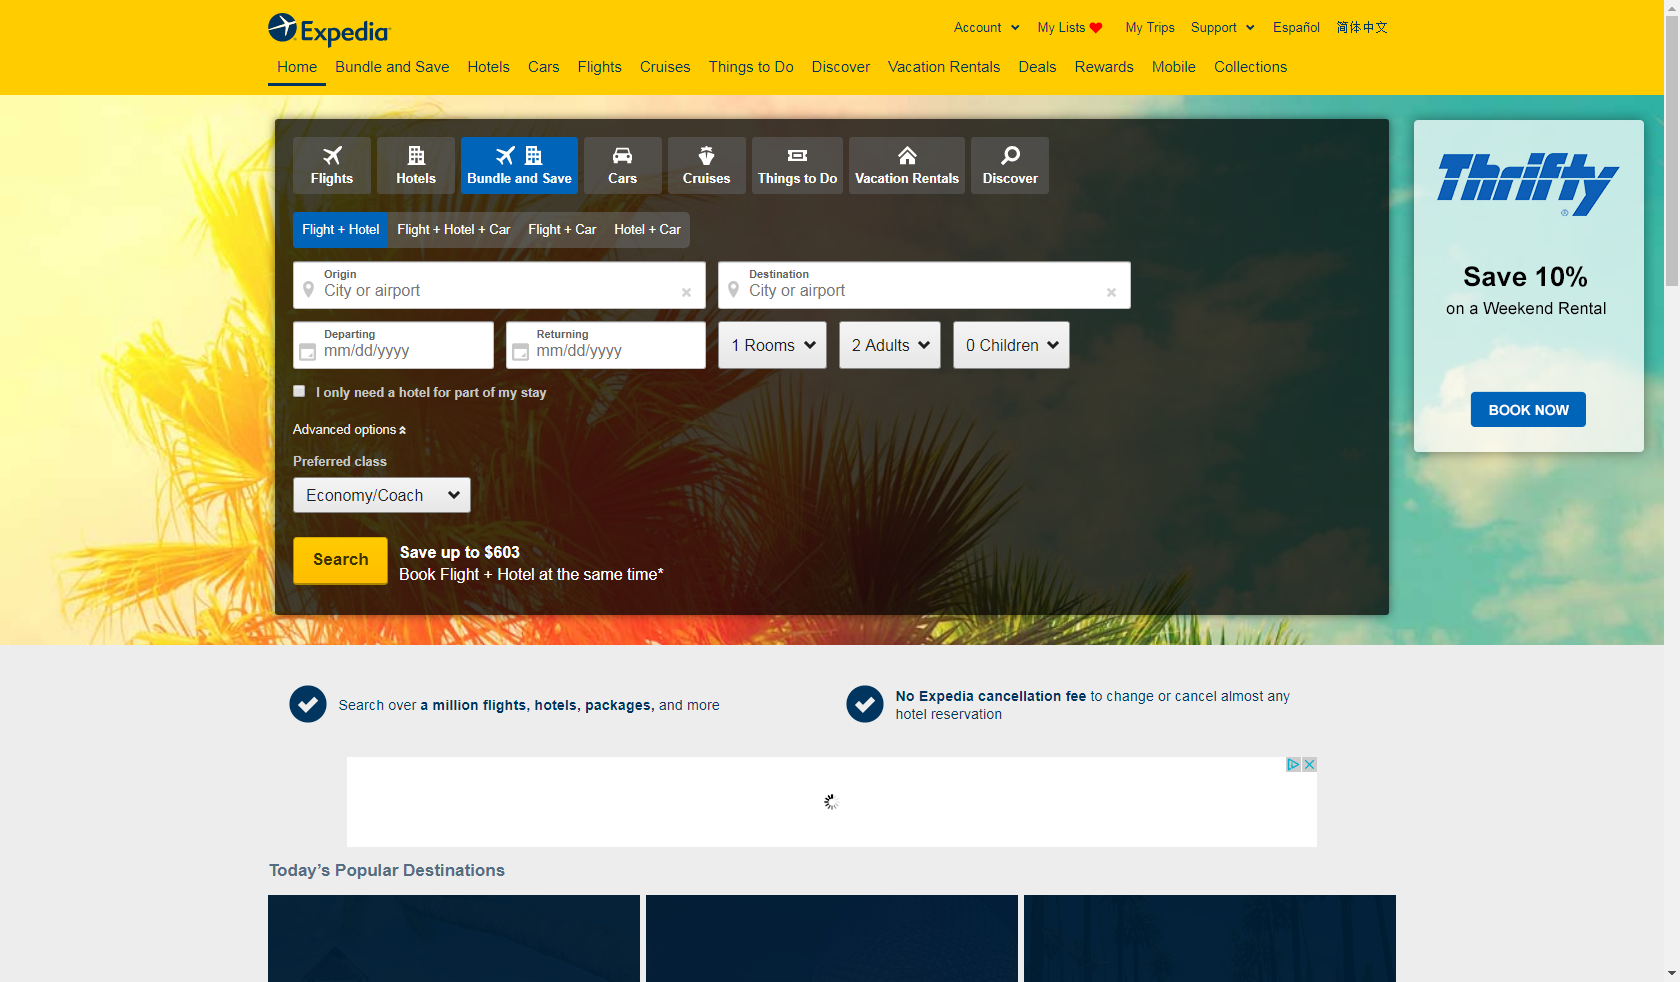 Expedia
Account
My Lists
My Trips
Support
Español
简体中文
Home
Bundle and Save
Hotels
Cars
Flights
Cruises
Things to Do
Discover
Vacation Rentals
Deals
Rewards
Mobile
Collections
Flights
Hotels
Bundle and Save
Cars
Cruises
Things to Do
Vacation Rentals
Discover
Flight + Hotel
Flight + Hotel + Car
Flight + Car
Hotel + Car
Origin
City or airport
Destination
City or airport
Departing
mm/dd/yyyy
Returning
mm/dd/yyyy
1 Rooms
2 Adults
0 Children
I only need a hotel for part of my stay
Advanced options
Preferred class
Economy/Coach
Search
Save up to $603
Book Flight + Hotel at the same time*
Thrifty
Save 10%
on a Weekend Rental
BOOK NOW
Search over a million flights, hotels, packages, and more
No Expedia cancellation fee to change or cancel almost any
hotel reservation
Today's Popular Destinations